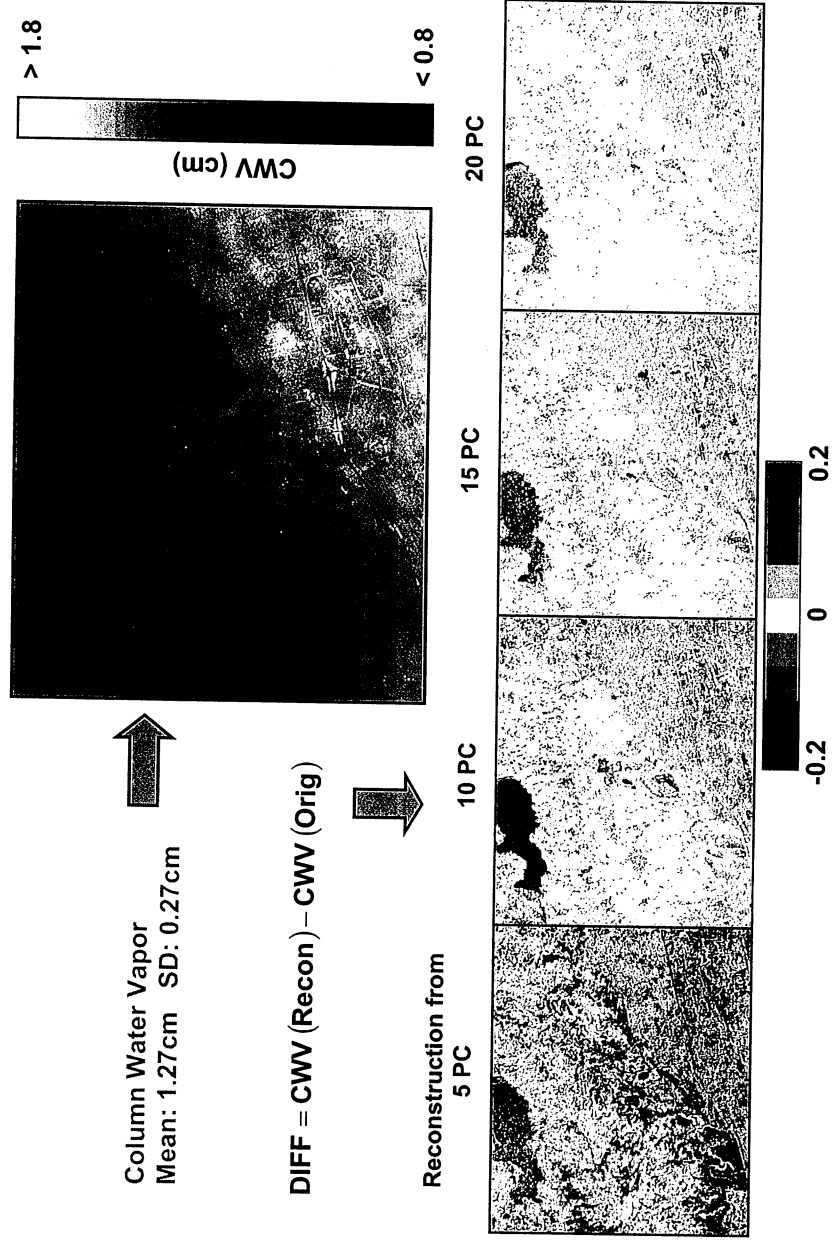 Column Water Vapor
Mean: 1.27cm SD: 0.27cm
> 1.8
CWV (cm)
< 0.8
DIFF = CWV (Recon) − CWV (Orig)
Reconstruction from
5 PC
10 PC
15 PC
20 PC
-0.2
0
0.2